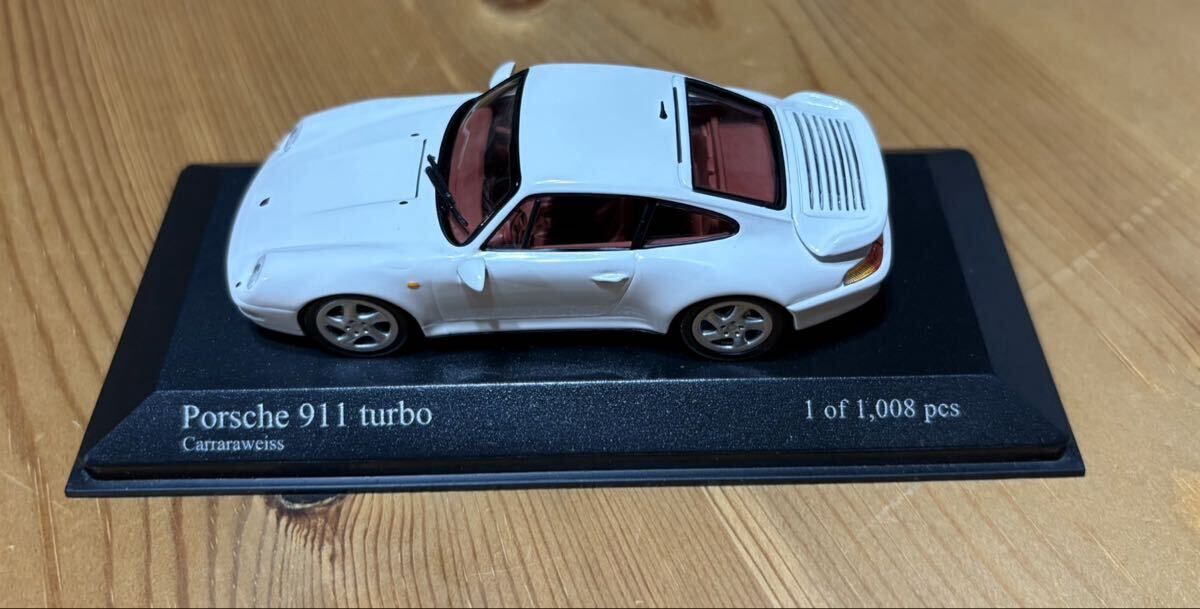 Porsche 911 turbo
Carraraweiss
1 of 1,008 pcs